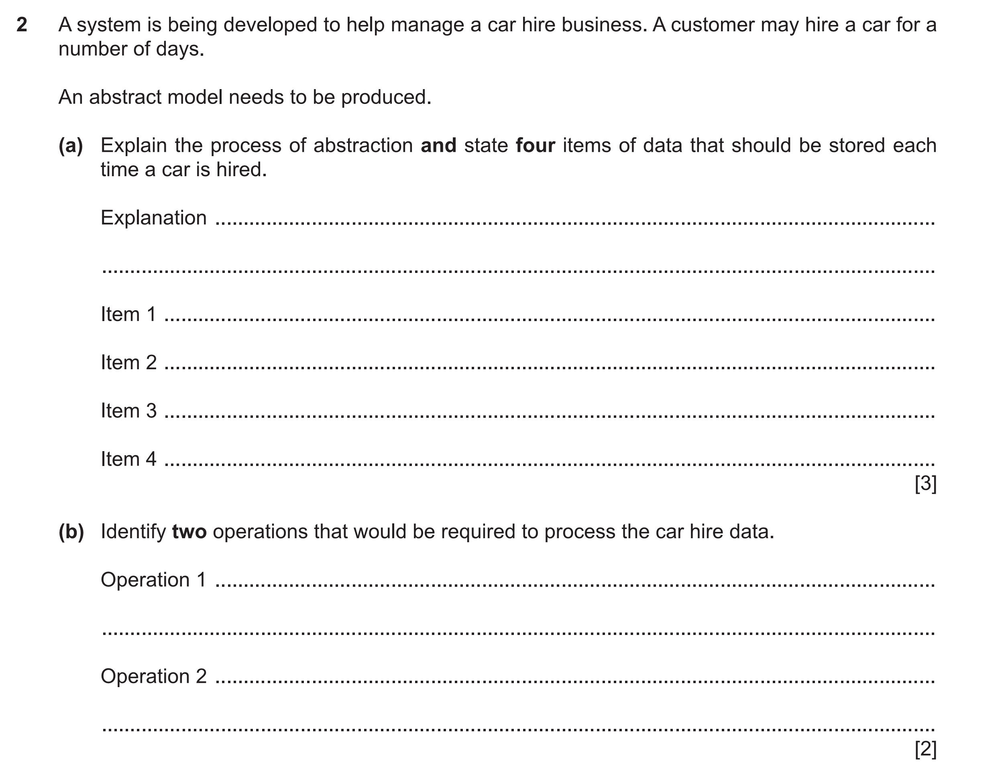 2 A system is being developed to help manage a car hire business. A customer may hire a car for a
number of days.
An abstract model needs to be produced.
(a) Explain the process of abstraction and state four items of data that should be stored each
time a car is hired.
Explanation ....................................................................................................
....................................................................................................
Item 1 ....................................................................................................
Item 2 ....................................................................................................
Item 3 ....................................................................................................
Item 4 ....................................................................................................
[3]
(b) Identify two operations that would be required to process the car hire data.
Operation 1 ....................................................................................................
....................................................................................................
Operation 2 ....................................................................................................
....................................................................................................
[2]